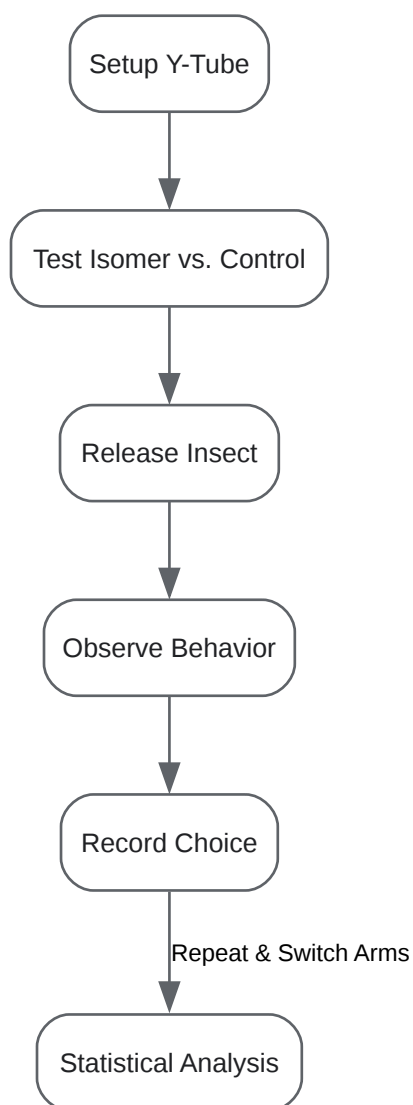 Setup Y-Tube
Test Isomer vs. Control
Release Insect
Observe Behavior
Record Choice
Repeat & Switch Arms
Statistical Analysis